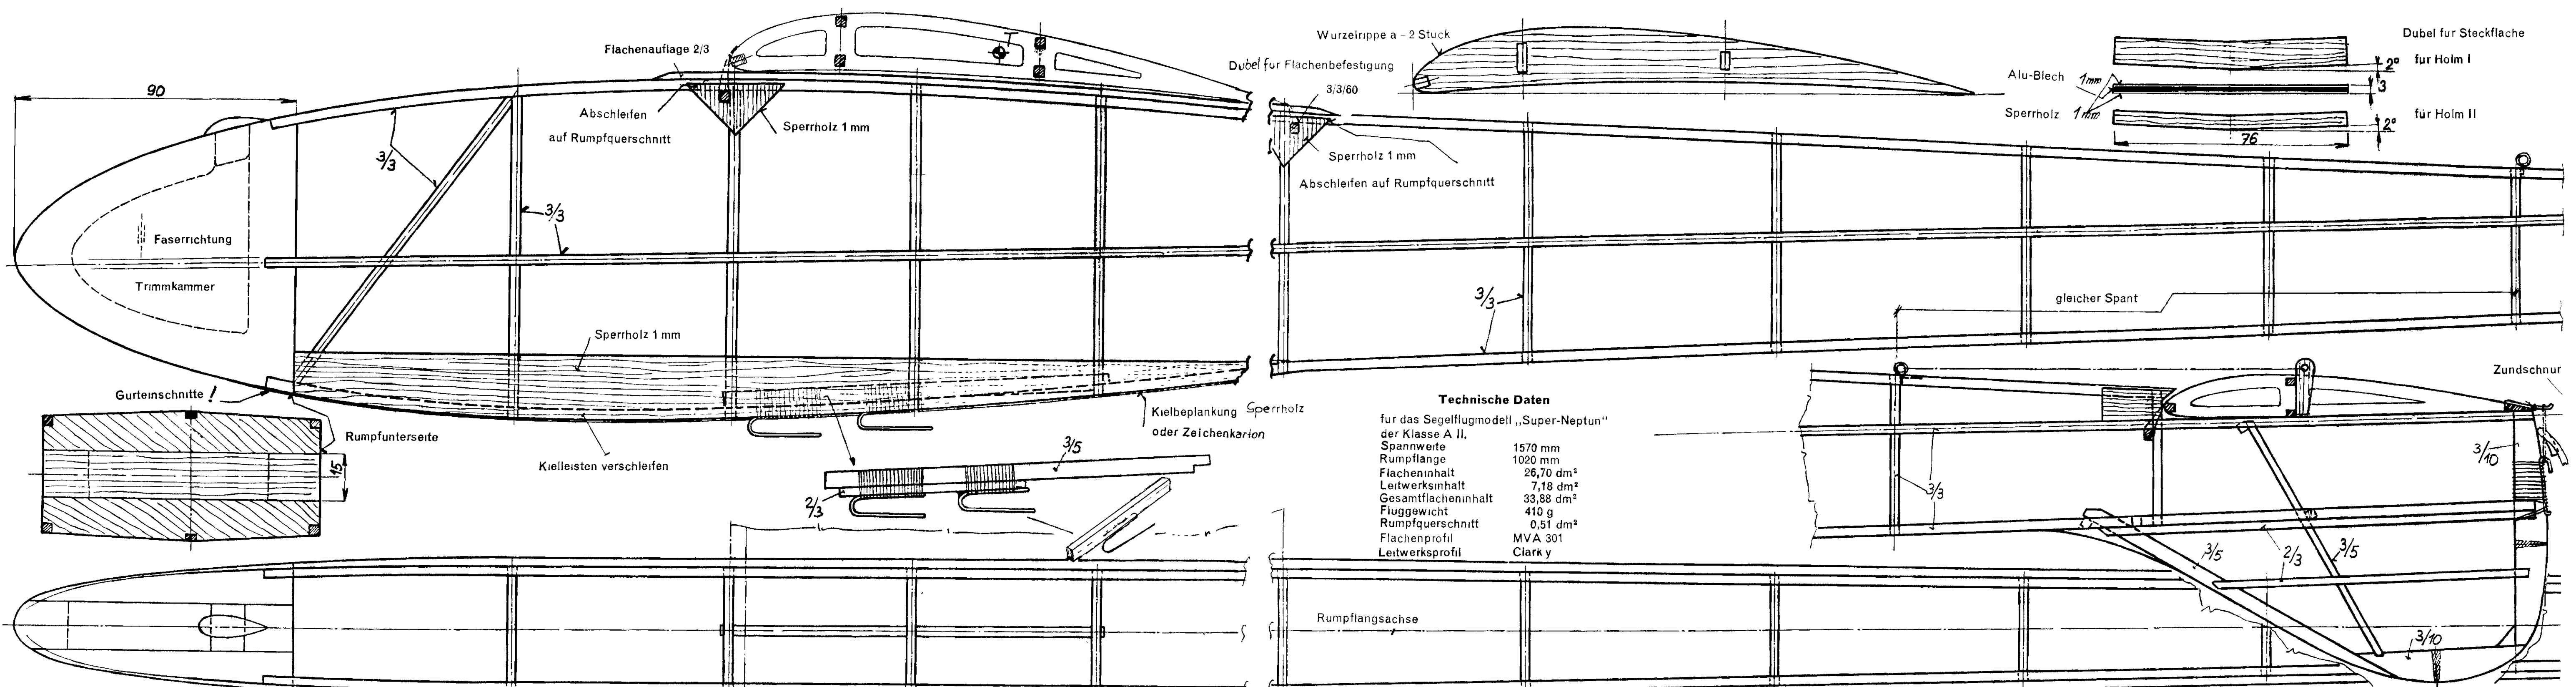 90
Flachenauflage 2/3
T
3/3
Abschleifen
auf Rumpfquerschnitt
Sperrholz 1 mm
3/3
Faserrichtung
Trimmkammer
Sperrholz 1 mm
Gurteinschnitte !
Rumpfunterseite
15
Kielleisten verschleifen
Kielbeplankung Sperrholz
oder Zeichenkarton
3/5
2/3
Wurzelrippe a - 2 Stuck
Dubel fur Flachenbefestigung
3/3/60
Sperrholz 1 mm
Abschleifen auf Rumpfquerschnitt
Dubel fur Steckflache
fur Holm I
2°
Alu-Blech 1mm
3
Sperrholz 1mm
für Holm II
2°
76
3/3
gleicher Spant
Technische Daten
fur das Segelflugmodell „Super-Neptun“
der Klasse A II.
Spannweite 1570 mm
Rumpflange 1020 mm
Flacheninhalt 26,70 dm²
Leitwerksinhalt 7,18 dm²
Gesamtflacheninhalt 33,88 dm²
Fluggewicht 410 g
Rumpfquerschnitt 0,51 dm²
Flachenprofil MVA 301
Leitwerksprofil Clark y
Zundschnur
3/10
3/3
3/5
2/3
3/5
3/10
Rumpflangsachse